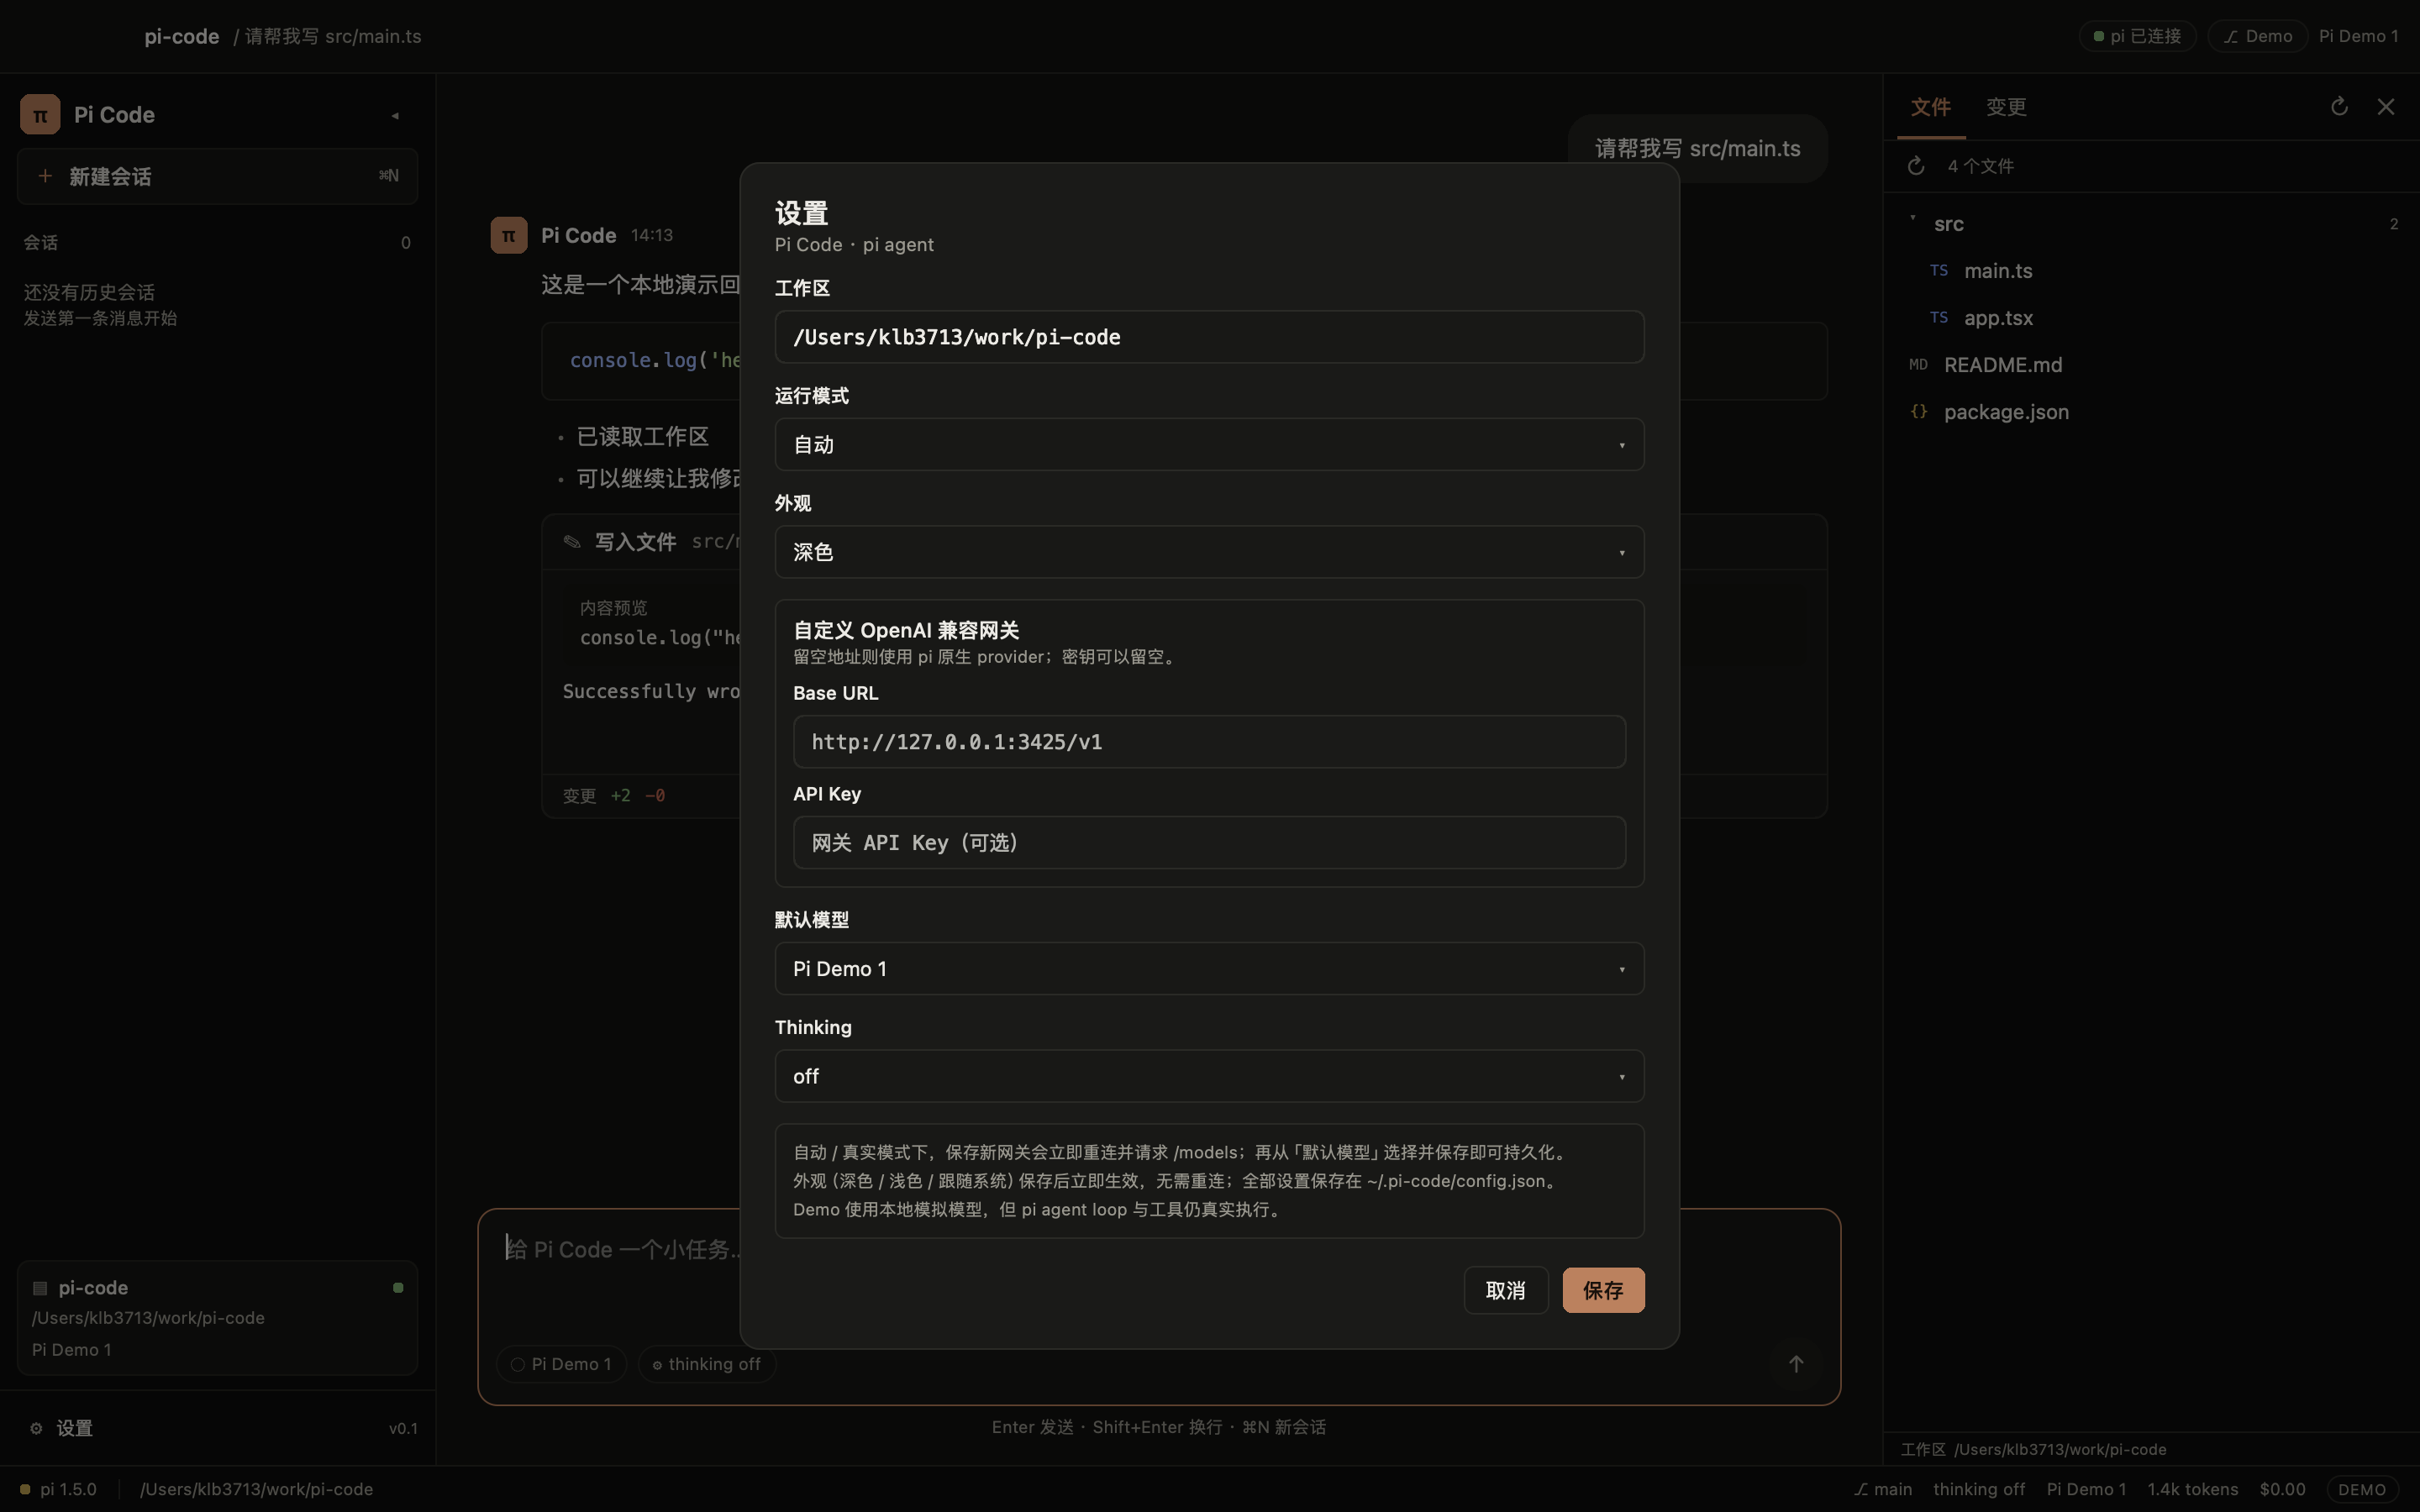 pi-code / 请帮我写 src/main.ts
pi 已连接
Demo
Pi Demo 1
π Pi Code
+ 新建会话 ⌘N
会话 0
还没有历史会话
发送第一条消息开始
pi-code
/Users/klb3713/work/pi-code
Pi Demo 1
设置 v0.1
请帮我写 src/main.ts
π Pi Code 14:13
这是一个本地演示回
console.log('he
• 已读取工作区
• 可以继续让我修
写入文件 src/
内容预览
console.log("he
Successfully wro
变更 +2 −0
设置
Pi Code · pi agent
工作区
/Users/klb3713/work/pi-code
运行模式
自动
外观
深色
自定义 OpenAI 兼容网关
留空地址则使用 pi 原生 provider；密钥可以留空。
Base URL
http://127.0.0.1:3425/v1
API Key
网关 API Key (可选)
默认模型
Pi Demo 1
Thinking
off
自动 / 真实模式下，保存新网关会立即重连并请求 /models；再从「默认模型」选择并保存即可持久化。
外观 (深色 / 浅色 / 跟随系统) 保存后立即生效，无需重连；全部设置保存在 ~/.pi-code/config.json。
Demo 使用本地模拟模型，但 pi agent loop 与工具仍真实执行。
取消
保存
给 Pi Code 一个小任务..
Pi Demo 1
thinking off
Enter 发送 · Shift+Enter 换行 · ⌘N 新会话
文件 变更
4 个文件
src 2
TS main.ts
TS app.tsx
MD README.md
{} package.json
工作区 /Users/klb3713/work/pi-code
pi 1.5.0
/Users/klb3713/work/pi-code
main
thinking off
Pi Demo 1
1.4k tokens
$0.00
DEMO